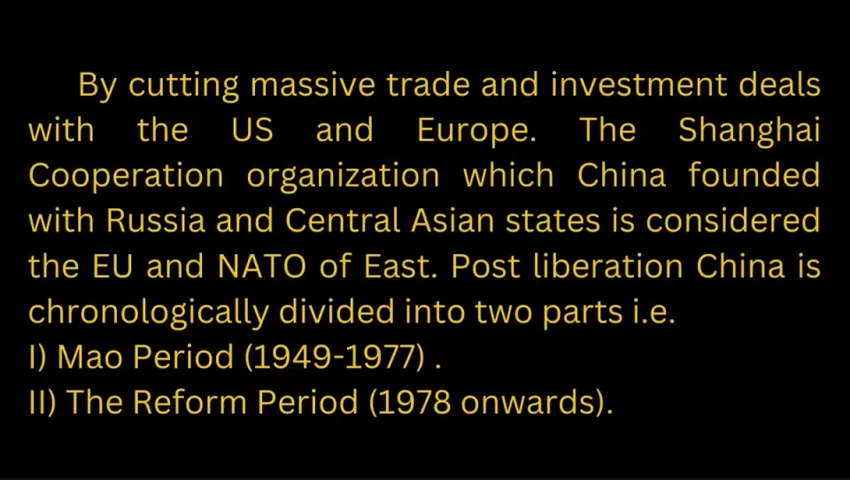 By cutting massive trade and investment deals
with the US and Europe. The Shanghai
Cooperation organization which China founded
with Russia and Central Asian states is considered
the EU and NATO of East. Post liberation China is
chronologically divided into two parts i.e.
I) Mao Period (1949-1977) .
II) The Reform Period (1978 onwards).